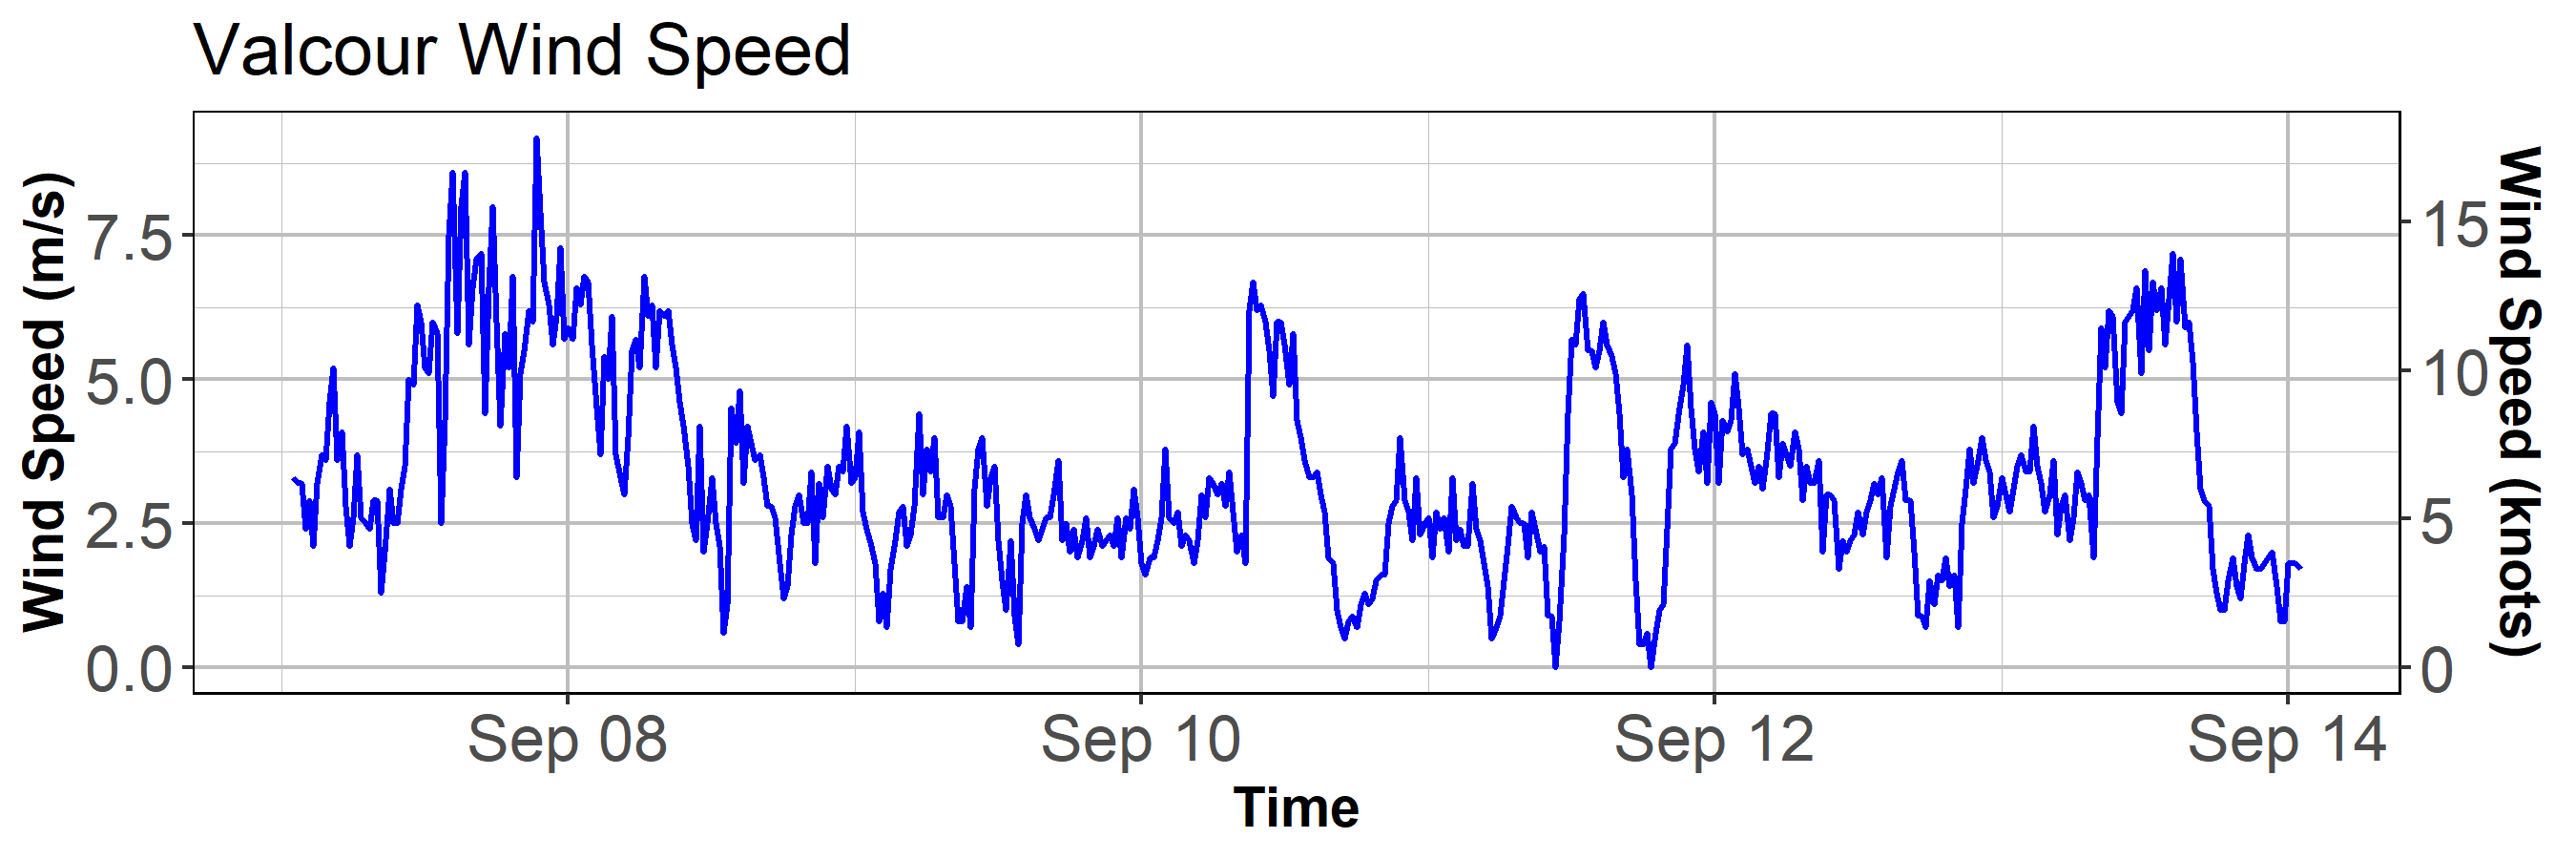 Valcour Wind Speed
Wind Speed (m/s)
7.5
5.0
2.5
0.0
15
10
5
0
Wind Speed (knots)
Sep 08
Sep 10
Sep 12
Sep 14
Time